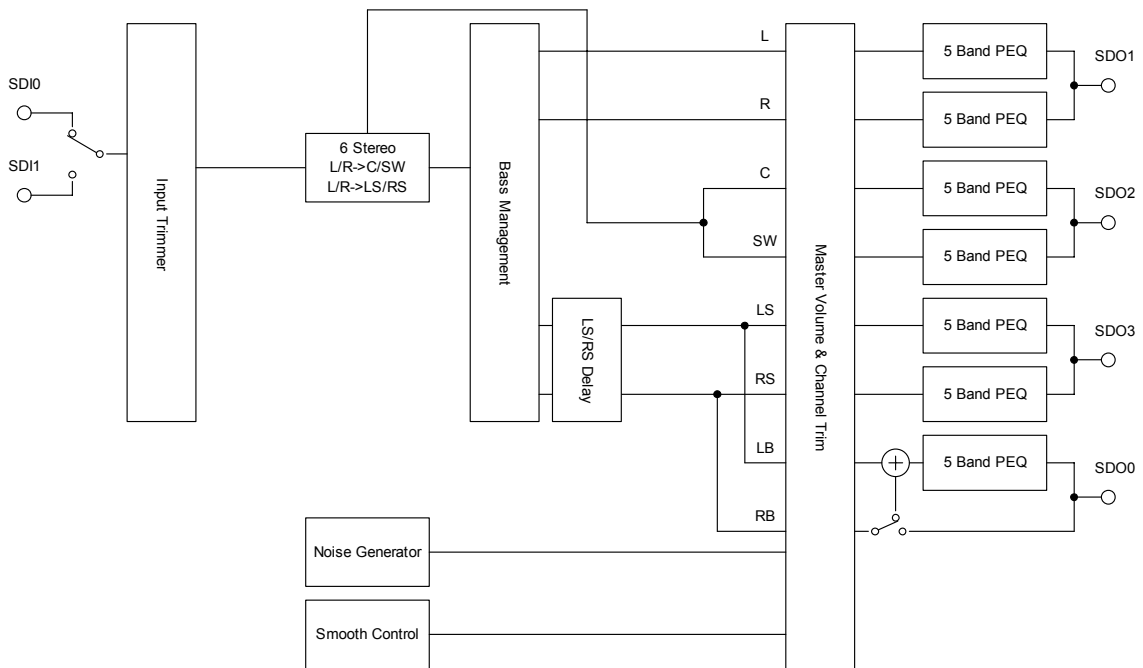 SDI0
SDI1
Input Trimmer
6 Stereo
L/R->C/SW
L/R->LS/RS
Bass Management
LS/RS Delay
L
R
C
SW
LS
RS
LB
RB
Noise Generator
Smooth Control
Master Volume & Channel Trim
5 Band PEQ
5 Band PEQ
5 Band PEQ
5 Band PEQ
5 Band PEQ
5 Band PEQ
5 Band PEQ
SDO1
SDO2
SDO3
SDO0